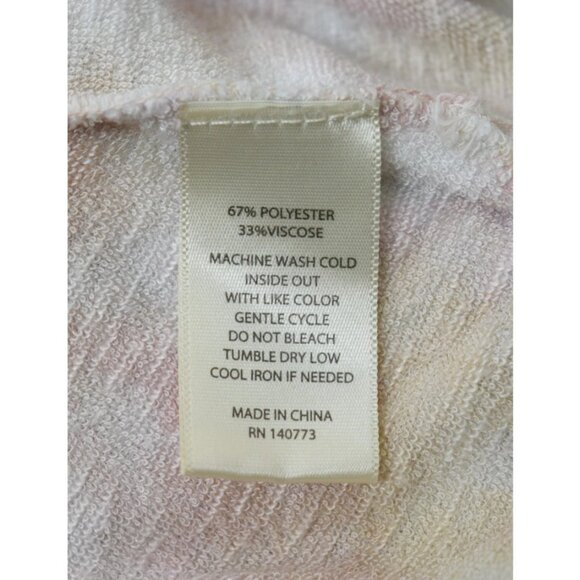 67% POLYESTER
33%VISCOSE
MACHINE WASH COLD
INSIDE OUT
WITH LIKE COLOR
GENTLE CYCLE
DO NOT BLEACH
TUMBLE DRY LOW
COOL IRON IF NEEDED
MADE IN CHINA
RN 140773